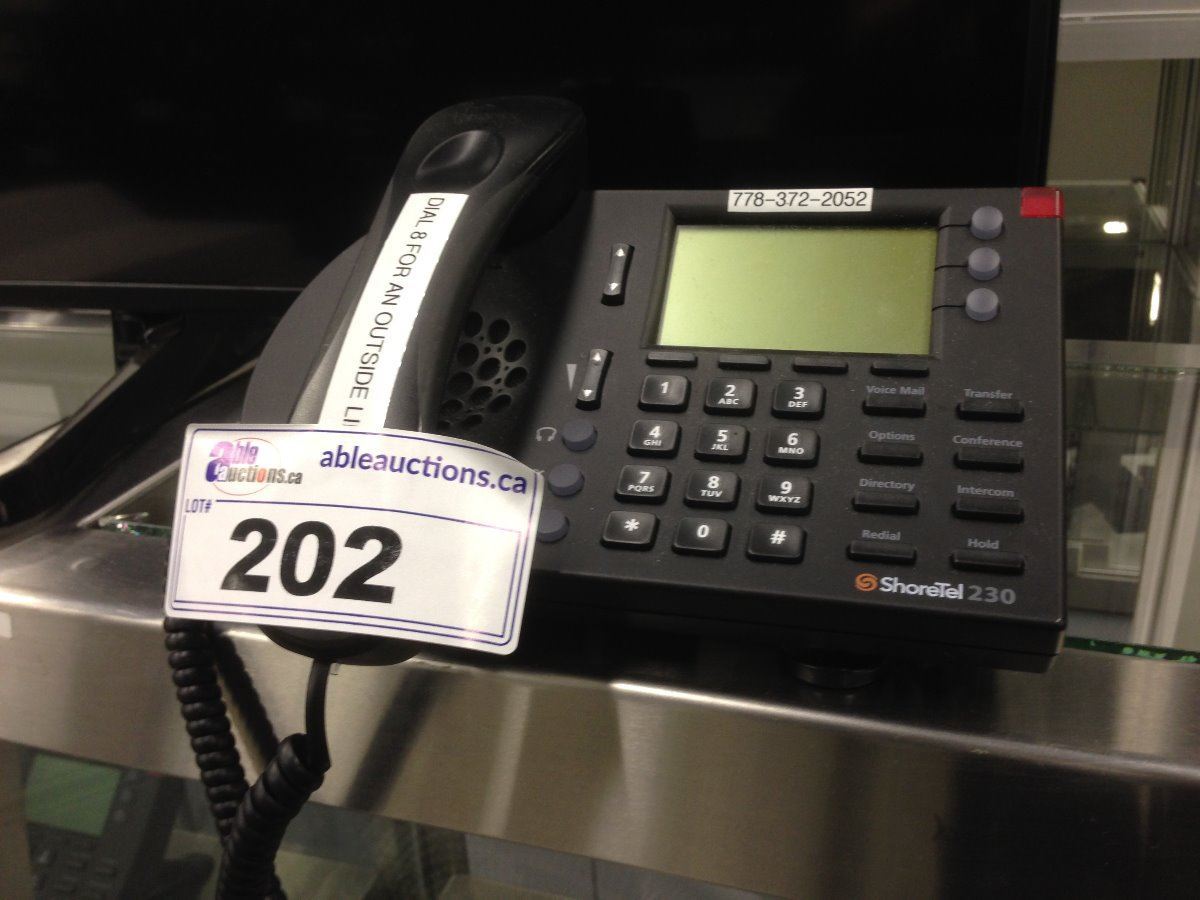 778-372-2052
DIAL 8 FOR AN OUTSIDE LI
Able
Auctions.ca
ableauctions.ca
LOT#
202
1
2 ABC
3 DEF
4 GHI
5 JKL
6 MNO
7 PQRS
8 TUV
9 WXYZ
*
0
#
Voice Mail
Transfer
Options
Conference
Directory
Intercom
Redial
Hold
ShoreTel 230